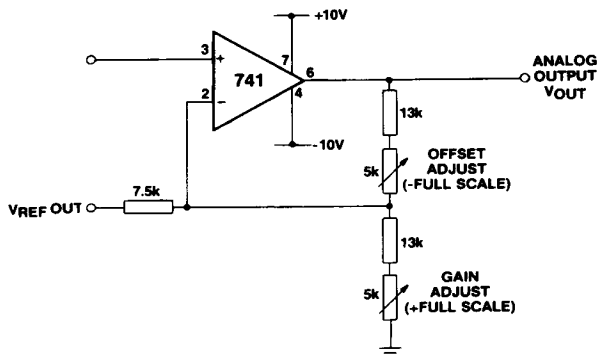 +10V
3
+
7
741
6
2
−
4
-10V
ANALOG
OUTPUT
VOUT
13k
5k
OFFSET
ADJUST
(-FULL SCALE)
7.5k
VREF OUT
13k
5k
GAIN
ADJUST
(+FULL SCALE)